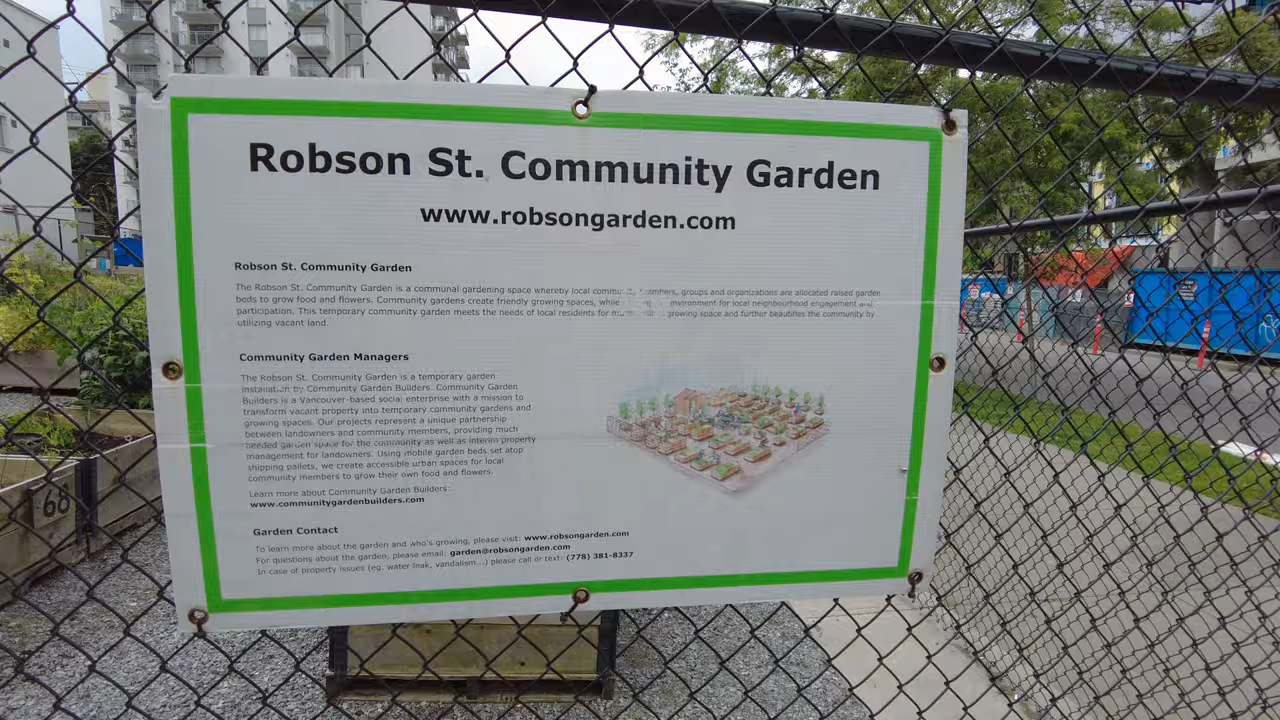 Robson St. Community Garden
www.robsongarden.com
Robson St. Community Garden
The Robson St. Community Garden is a communal gardening space whereby local members, groups and organizations are allocated raised garden
beds to grow food and flowers. Community gardens create friendly growing spaces, while environment for local neighbourhood engagement and
participation. This temporary community garden meets the needs of local residents for growing space and further beautifies the community by
utilizing vacant land.
Community Garden Managers
The Robson St. Community Garden is a temporary garden
installation by Community Garden Builders. Community Garden
Builders is a Vancouver-based social enterprise with a mission to
transform vacant property into temporary community gardens and
growing spaces. Our projects represent a unique partnership
between landowners and community members, providing much
needed garden space for the community as well as interim property
management for landowners. Using mobile garden beds set atop
shipping pallets, we create accessible urban spaces for local
community members to grow their own food and flowers.
Learn more about Community Garden Builders:
www.communitygardenbuilders.com
Garden Contact
To learn more about the garden and who's growing, please visit: www.robsongarden.com
For questions about the garden, please email: garden@robsongarden.com
In case of property issues (eg. water leak, vandalism...) please call or text: (778) 381-8337
68